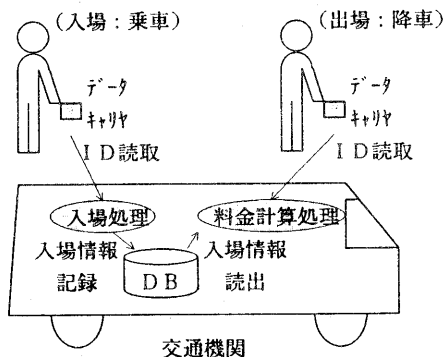 (入場：乗車)
(出場：降車)
データ
キャリヤ
ＩＤ読取
データ
キャリヤ
ＩＤ読取
入場処理
料金計算処理
入場情報
記録
ＤＢ
入場情報
読出
交通機関